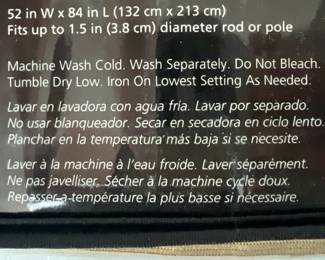 52 in W x 84 in L (132 cm x 213 cm)
Fits up to 1.5 in (3.8 cm) diameter rod or pole
Machine Wash Cold. Wash Separately. Do Not Bleach.
Tumble Dry Low. Iron On Lowest Setting As Needed.
Lavar en lavadora con agua fría. Lavar por separado.
No usar blanqueador. Secar en secadora en ciclo lento.
Planchar en la temperatura más baja si se necesite.
Laver à la machine à l'eau froide. Laver séparément.
Ne pas javelliser. Sécher à la machine cycle doux.
Repasser a température la plus basse si nécessaire.